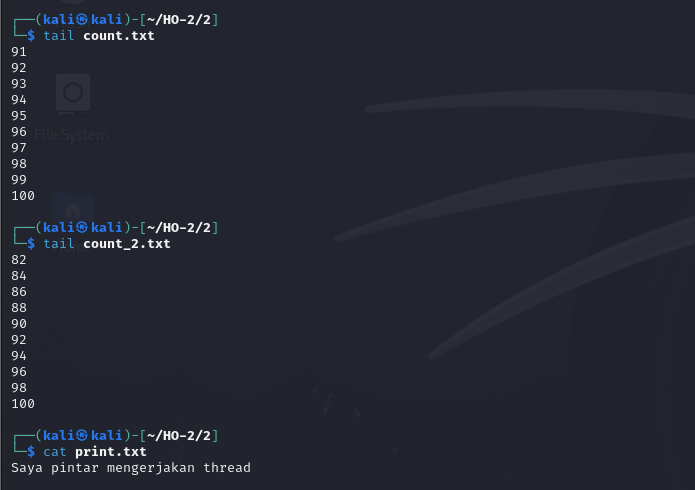 ┌──(kali㉿kali)-[~/HO-2/2]
└─$ tail count.txt
91
92
93
94
95
96
97
98
99
100
File System
┌──(kali㉿kali)-[~/HO-2/2]
└─$ tail count_2.txt
82
84
86
88
90
92
94
96
98
100
┌──(kali㉿kali)-[~/HO-2/2]
└─$ cat print.txt
Saya pintar mengerjakan thread